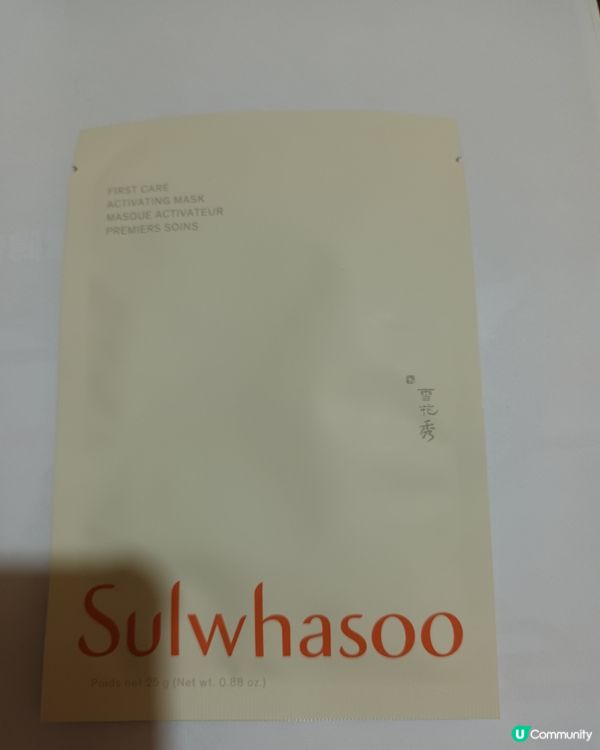 FIRST CARE
ACTIVATING MASK
MASQUE ACTIVATEUR
PREMIERS SOINS
雪花秀
Sulwhasoo
Poids net 25 g (Net wt. 0.88 oz.)
U Community